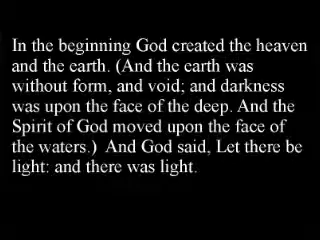 In the beginning God created the heaven
and the earth. (And the earth was
without form, and void; and darkness
was upon the face of the deep. And the
Spirit of God moved upon the face of
the waters.)  And God said, Let there be
light: and there was light.